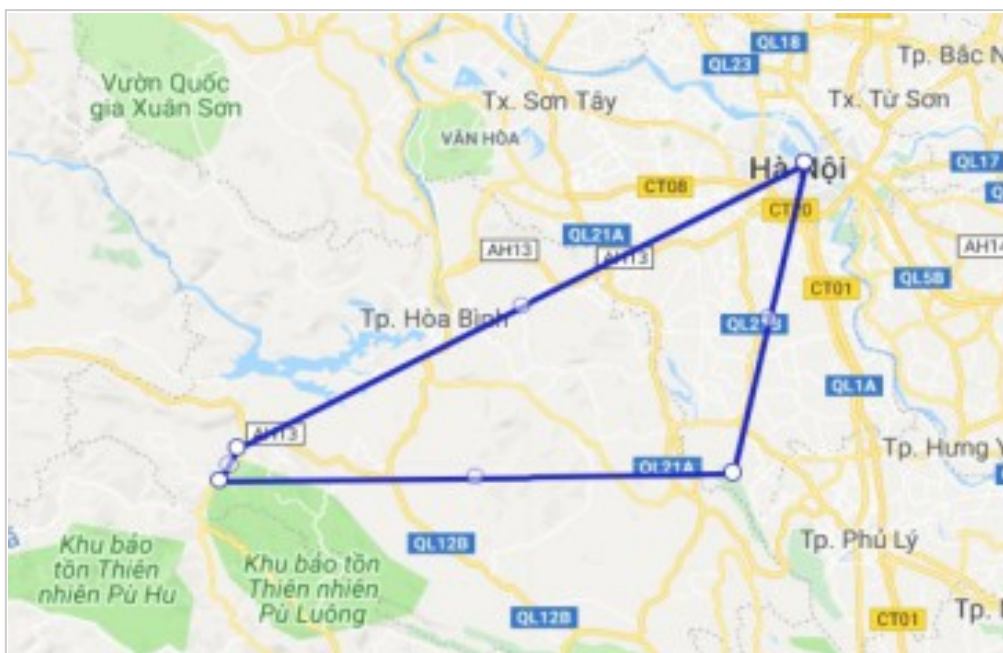 QL18
QL23
Tp. Bắc N
Vườn Quốc
gia Xuân Sơn
Tx. Sơn Tây
Tx. Từ Sơn
VÂN HÒA
Hà Nội
QL17
CT08
CT20
QL21A
AH13
AH13
AH14
QL5B
CT01
Tp. Hòa Bình
QL21B
QL1A
AH13
Tp. Hưng Y
QL21A
QL12B
Tp. Phủ Lý
Khu bảo
tồn Thiên
nhiên Pù Hu
Khu bảo tồn
Thiên nhiên
Pù Luông
QL12B
CT01
Tp.